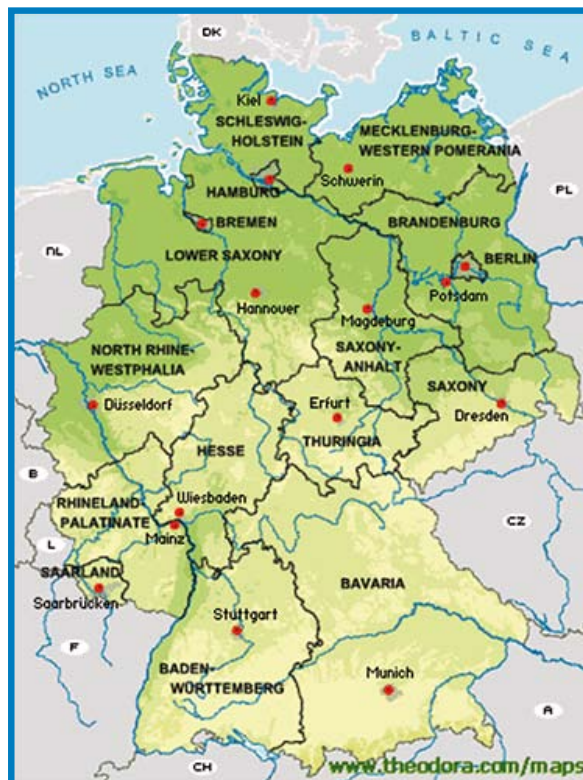 DK
BALTIC SEA
NORTH SEA
Kiel
SCHLESWIG-
HOLSTEIN
MECKLENBURG-
WESTERN POMERANIA
Schwerin
HAMBURG
PL
BREMEN
BRANDENBURG
NL
LOWER SAXONY
BERLIN
Potsdam
Hannover
Magdeburg
SAXONY-
ANHALT
NORTH RHINE-
WESTPHALIA
SAXONY
Düsseldorf
Erfurt
Dresden
THURINGIA
HESSE
B
RHINELAND-
PALATINATE
Wiesbaden
Mainz
CZ
L
SAARLAND
Saarbrücken
BAVARIA
Stuttgart
F
BADEN-
WÜRTTEMBERG
Munich
A
CH
www.theodora.com/maps